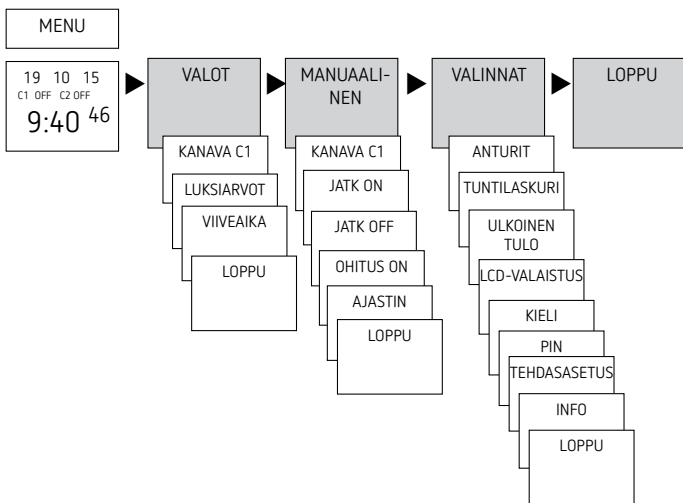 MENU
19 10 15
C1 OFF C2 OFF
9:40 46
VALOT
KANAVA C1
LUKSIARVOT
VIIVEAIKA
LOPPU
MANUAALI-
NEN
KANAVA C1
JATK ON
JATK OFF
OHITUS ON
AJASTIN
LOPPU
VALINNAT
ANTURIT
TUNTILASKURI
ULKOINEN
TULO
LCD-VALAISTUS
KIELI
PIN
TEHDASASETUS
INFO
LOPPU
LOPPU